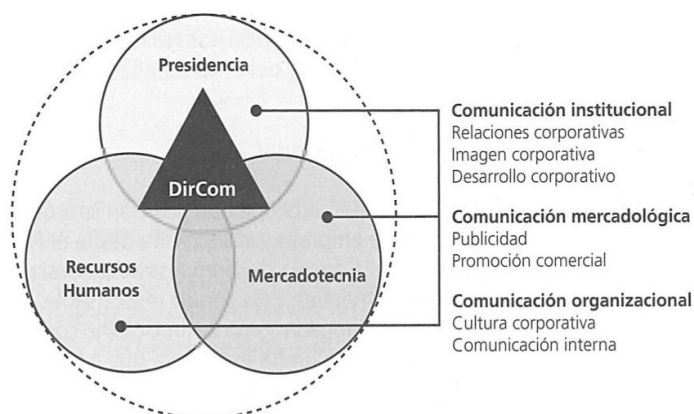 Presidencia
DirCom
Recursos
Humanos
Mercadotecnia
Comunicación institucional
Relaciones corporativas
Imagen corporativa
Desarrollo corporativo
Comunicación mercadológica
Publicidad
Promoción comercial
Comunicación organizacional
Cultura corporativa
Comunicación interna